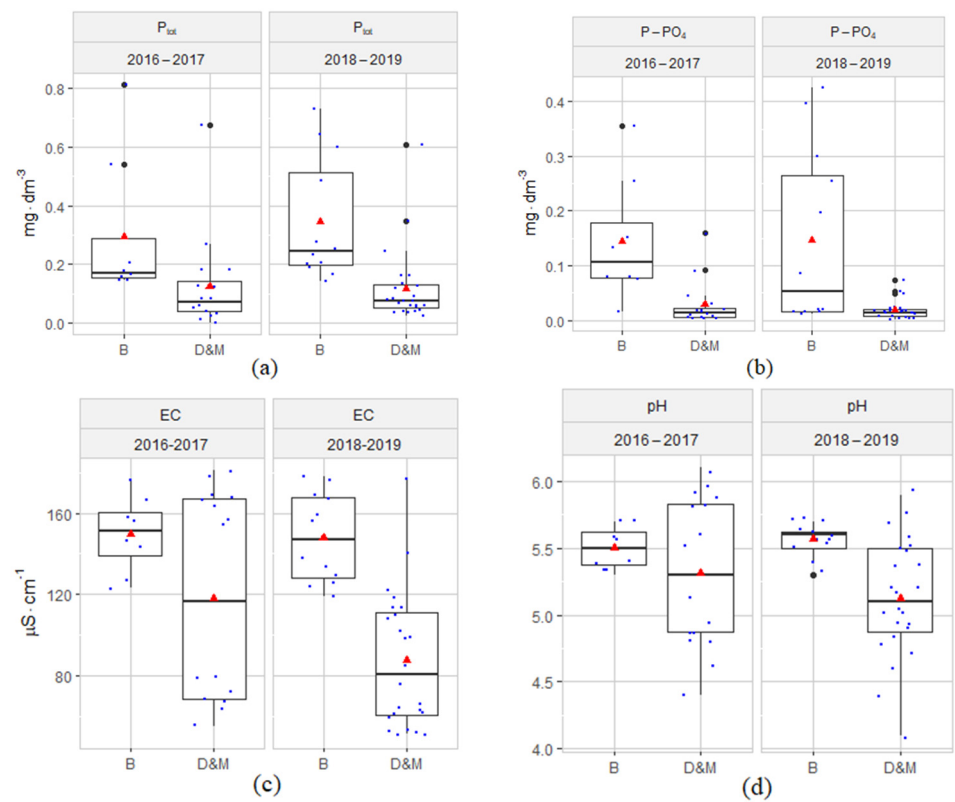 P_tot P_tot
2016–2017 2018–2019
mg · dm⁻³
0.8
0.6
0.4
0.2
0.0
B D&M B D&M
(a)
P–PO₄ P–PO₄
2016–2017 2018–2019
mg · dm⁻³
0.4
0.3
0.2
0.1
0.0
B D&M B D&M
(b)
EC EC
2016-2017 2018-2019
μS · cm⁻¹
160
120
80
B D&M B D&M
(c)
pH pH
2016–2017 2018–2019
6.0
5.5
5.0
4.5
4.0
B D&M B D&M
(d)